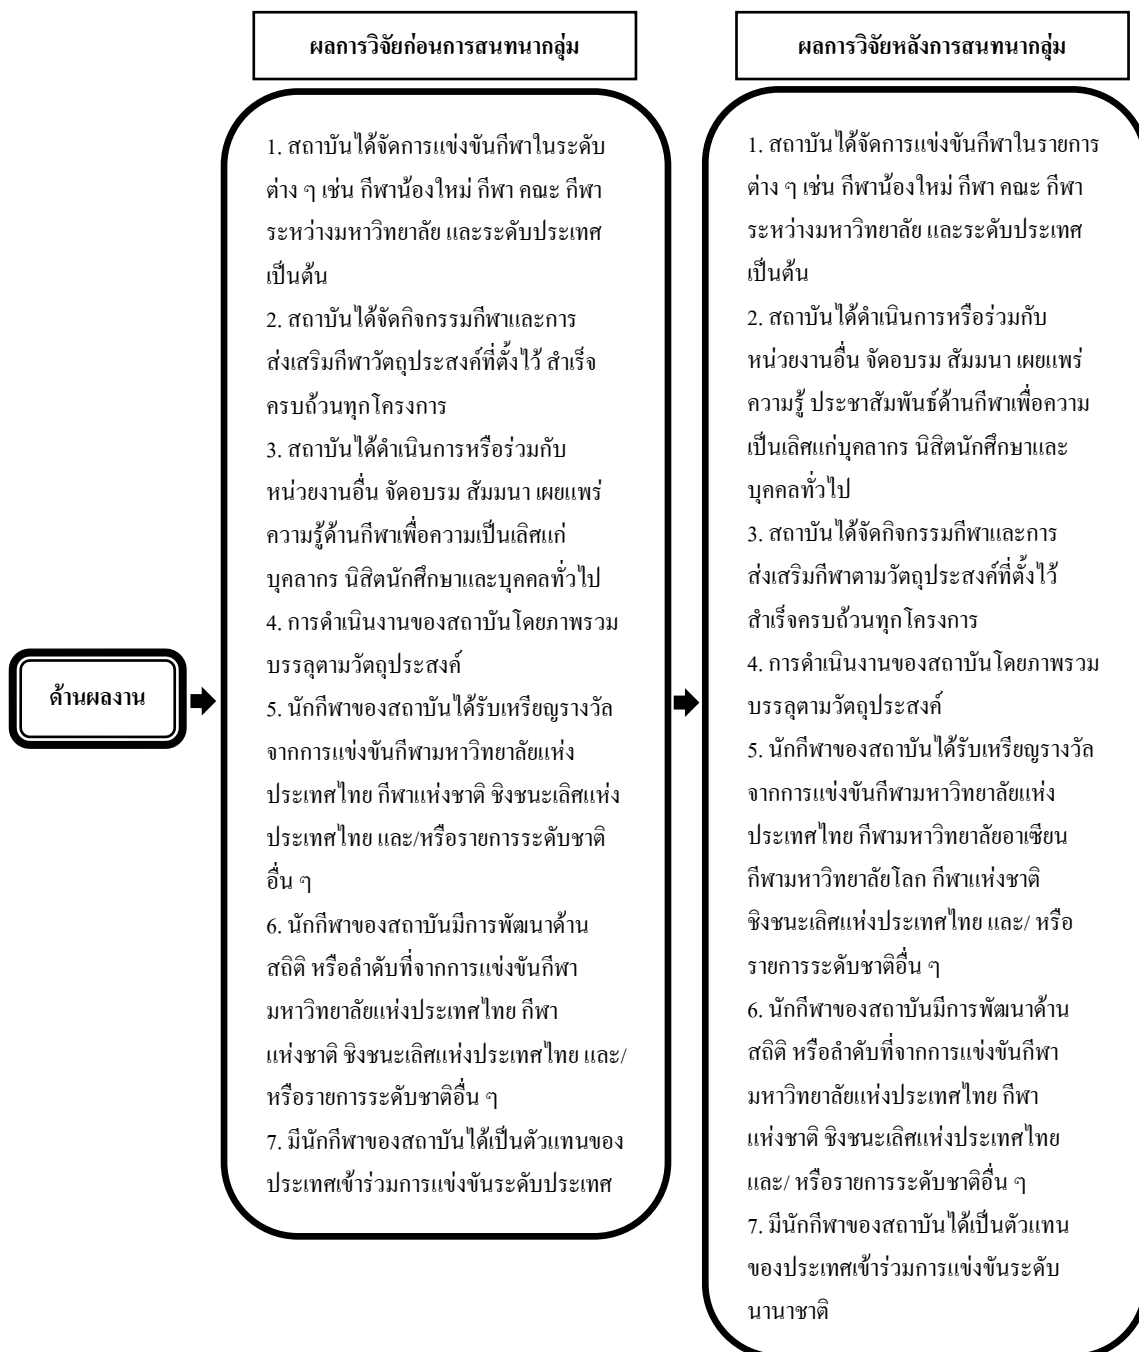 ผลการวิจัยก่อนการสนทนากลุ่ม
1. สถาบันได้จัดการแข่งขันกีฬาในระดับ
ต่าง ๆ เช่น กีฬาน้องใหม่ กีฬา คณะ กีฬา
ระหว่างมหาวิทยาลัย และระดับประเทศ
เป็นต้น
2. สถาบันได้จัดกิจกรรมกีฬาและการ
ส่งเสริมกีฬาวัตถุประสงค์ที่ตั้งไว้ สำเร็จ
ครบถ้วนทุกโครงการ
3. สถาบันได้ดำเนินการหรือร่วมกับ
หน่วยงานอื่น จัดอบรม สัมมนา เผยแพร่
ความรู้ด้านกีฬาเพื่อความเป็นเลิศแก่
บุคลากร นิสิตนักศึกษาและบุคคลทั่วไป
4. การดำเนินงานของสถาบันโดยภาพรวม
บรรลุตามวัตถุประสงค์
5. นักกีฬาของสถาบันได้รับเหรียญรางวัล
จากการแข่งขันกีฬามหาวิทยาลัยแห่ง
ประเทศไทย กีฬาแห่งชาติ ชิงชนะเลิศแห่ง
ประเทศไทย และ/หรือรายการระดับชาติ
อื่น ๆ
6. นักกีฬาของสถาบันมีการพัฒนาด้าน
สถิติ หรือลำดับที่จากการแข่งขันกีฬา
มหาวิทยาลัยแห่งประเทศไทย กีฬา
แห่งชาติ ชิงชนะเลิศแห่งประเทศไทย และ/
หรือรายการระดับชาติอื่น ๆ
7. มีนักกีฬาของสถาบันได้เป็นตัวแทนของ
ประเทศเข้าร่วมการแข่งขันระดับประเทศ
ผลการวิจัยหลังการสนทนากลุ่ม
1. สถาบันได้จัดการแข่งขันกีฬาในรายการ
ต่าง ๆ เช่น กีฬาน้องใหม่ กีฬา คณะ กีฬา
ระหว่างมหาวิทยาลัย และระดับประเทศ
เป็นต้น
2. สถาบันได้ดำเนินการหรือร่วมกับ
หน่วยงานอื่น จัดอบรม สัมมนา เผยแพร่
ความรู้ ประชาสัมพันธ์ด้านกีฬาเพื่อความ
เป็นเลิศแก่บุคลากร นิสิตนักศึกษาและ
บุคคลทั่วไป
3. สถาบันได้จัดกิจกรรมกีฬาและการ
ส่งเสริมกีฬาตามวัตถุประสงค์ที่ตั้งไว้
สำเร็จครบถ้วนทุกโครงการ
4. การดำเนินงานของสถาบันโดยภาพรวม
บรรลุตามวัตถุประสงค์
5. นักกีฬาของสถาบันได้รับเหรียญรางวัล
จากการแข่งขันกีฬามหาวิทยาลัยแห่ง
ประเทศไทย กีฬามหาวิทยาลัยอาเซียน
กีฬามหาวิทยาลัยโลก กีฬาแห่งชาติ
ชิงชนะเลิศแห่งประเทศไทย และ/ หรือ
รายการระดับชาติอื่น ๆ
6. นักกีฬาของสถาบันมีการพัฒนาด้าน
สถิติ หรือลำดับที่จากการแข่งขันกีฬา
มหาวิทยาลัยแห่งประเทศไทย กีฬา
แห่งชาติ ชิงชนะเลิศแห่งประเทศไทย
และ/ หรือรายการระดับชาติอื่น ๆ
7. มีนักกีฬาของสถาบันได้เป็นตัวแทน
ของประเทศเข้าร่วมการแข่งขันระดับ
นานาชาติ
ด้านผลงาน